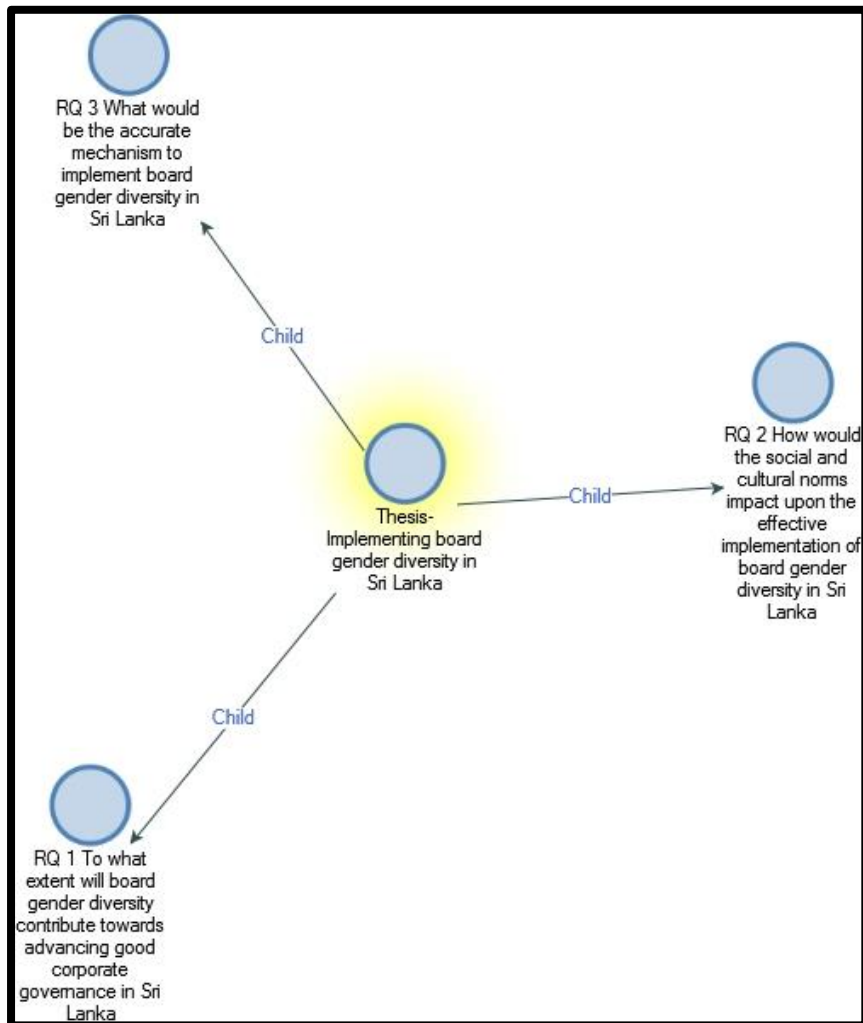 RQ 3 What would
be the accurate
mechanism to
implement board
gender diversity in
Sri Lanka
Child
RQ 2 How would
the social and
cultural norms
impact upon the
effective
implementation of
board gender
diversity in Sri
Lanka
Child
Thesis-
Implementing board
gender diversity in
Sri Lanka
Child
RQ 1 To what
extent will board
gender diversity
contribute towards
advancing good
corporate
governance in Sri
Lanka